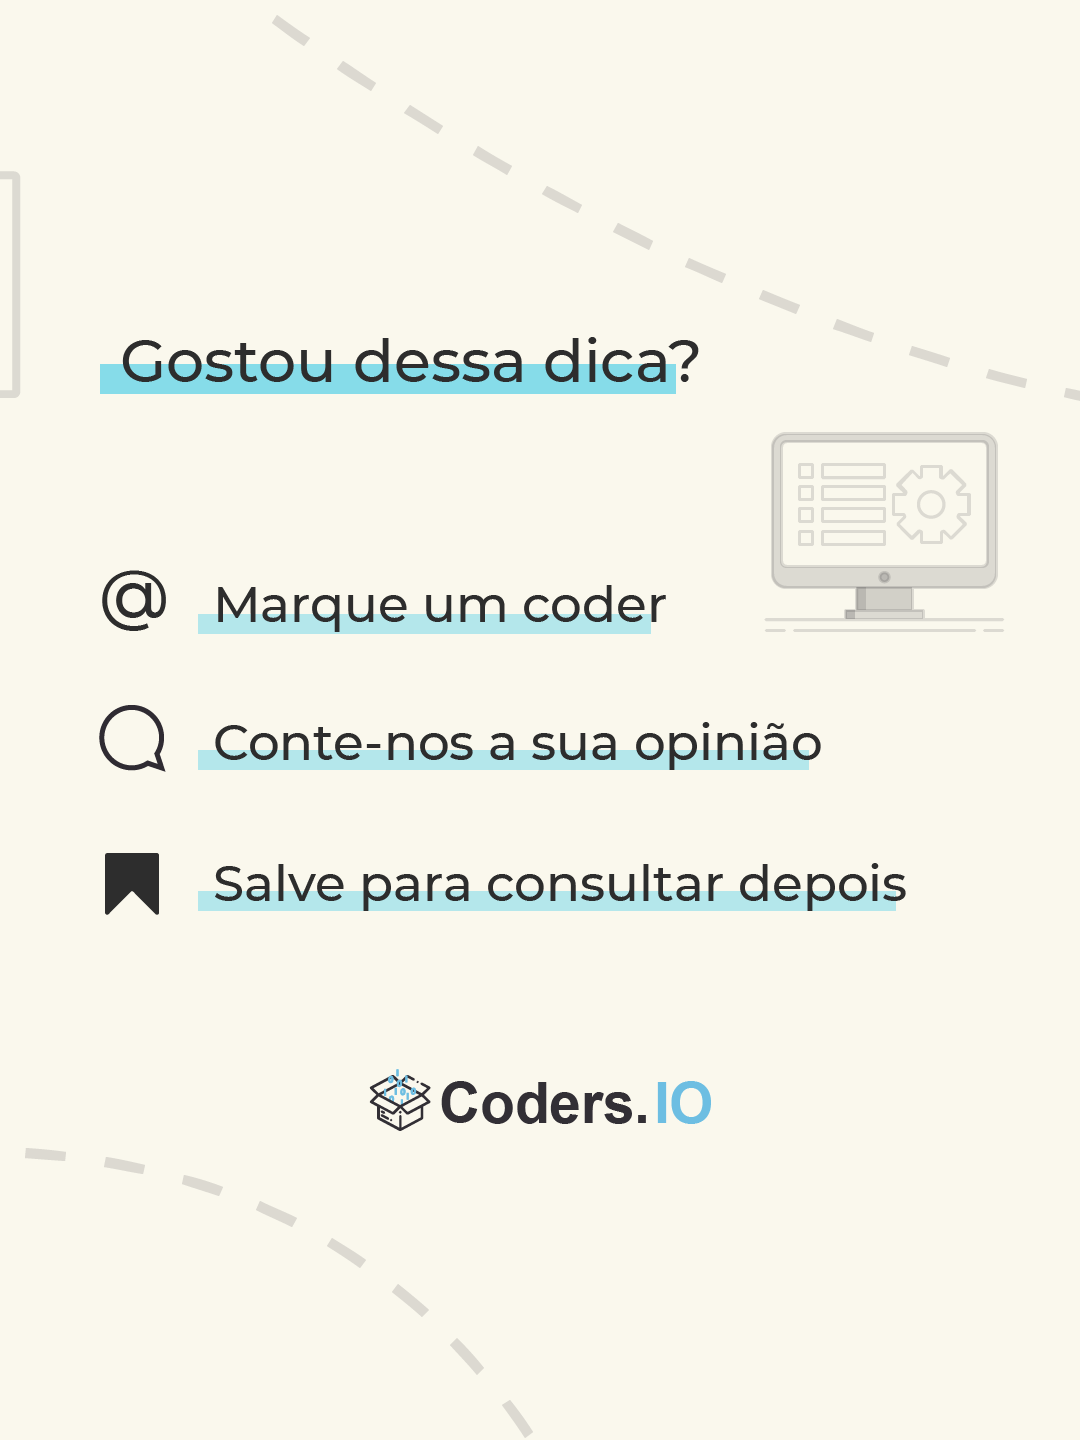 Gostou dessa dica?
@ Marque um coder
Conte-nos a sua opinião
Salve para consultar depois
Coders.IO